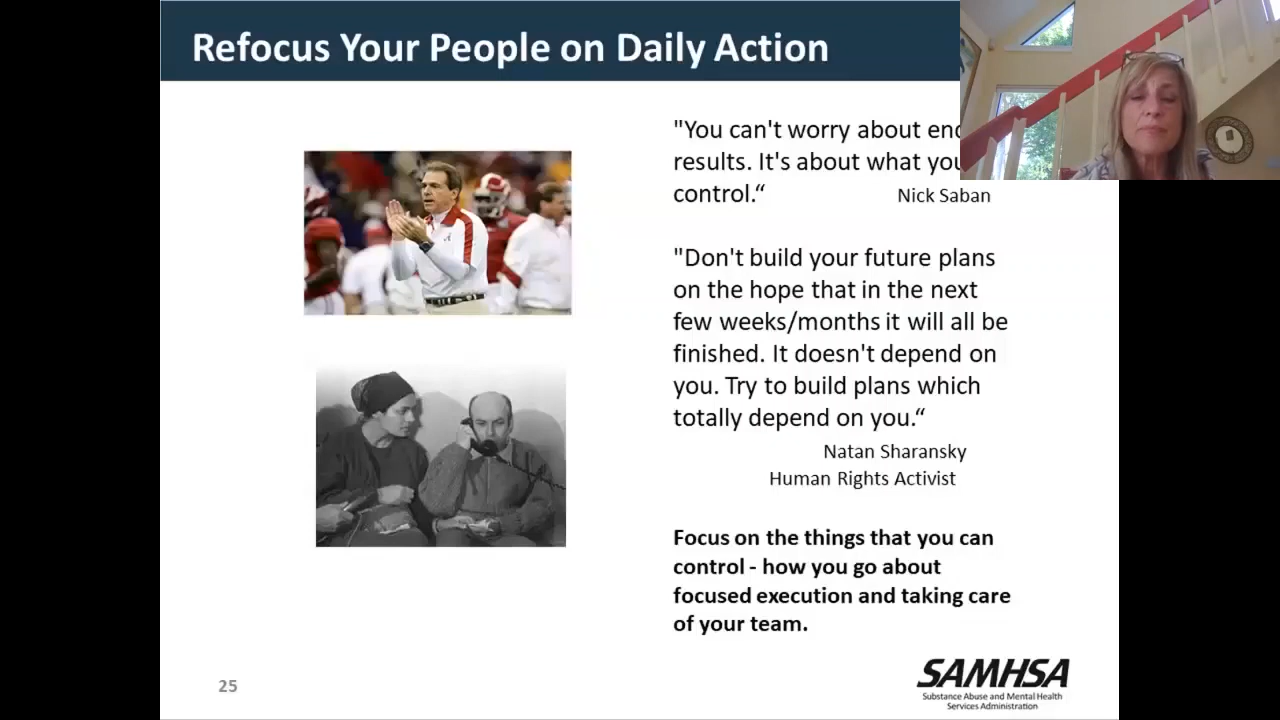 Refocus Your People on Daily Action
"You can't worry about
results. It's about what you
control.“
Nick Saban
"Don't build your future plans
on the hope that in the next
few weeks/months it will all be
finished. It doesn't depend on
you. Try to build plans which
totally depend on you.“
Natan Sharansky
Human Rights Activist
Focus on the things that you can
control - how you go about
focused execution and taking care
of your team.
25
SAMHSA
Substance Abuse and Mental Health
Services Administration